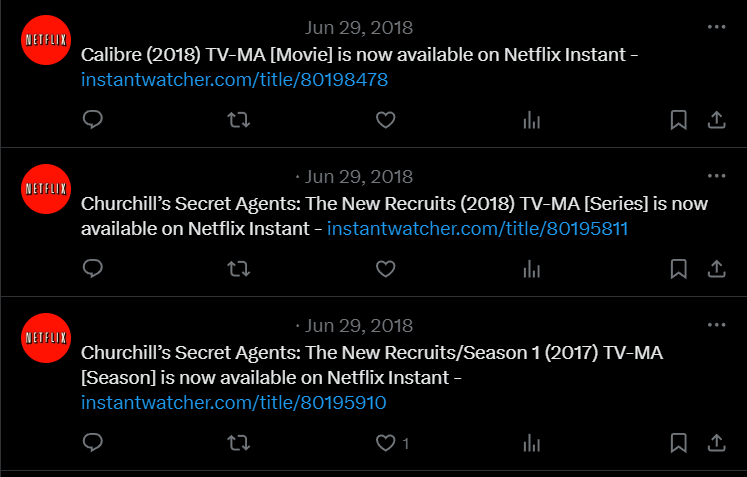 NETFLIX
Jun 29, 2018
Calibre (2018) TV-MA [Movie] is now available on Netflix Instant -
instantwatcher.com/title/80198478
NETFLIX
· Jun 29, 2018
Churchill's Secret Agents: The New Recruits (2018) TV-MA [Series] is now
available on Netflix Instant - instantwatcher.com/title/80195811
NETFLIX
· Jun 29, 2018
Churchill's Secret Agents: The New Recruits/Season 1 (2017) TV-MA
[Season] is now available on Netflix Instant -
instantwatcher.com/title/80195910
1